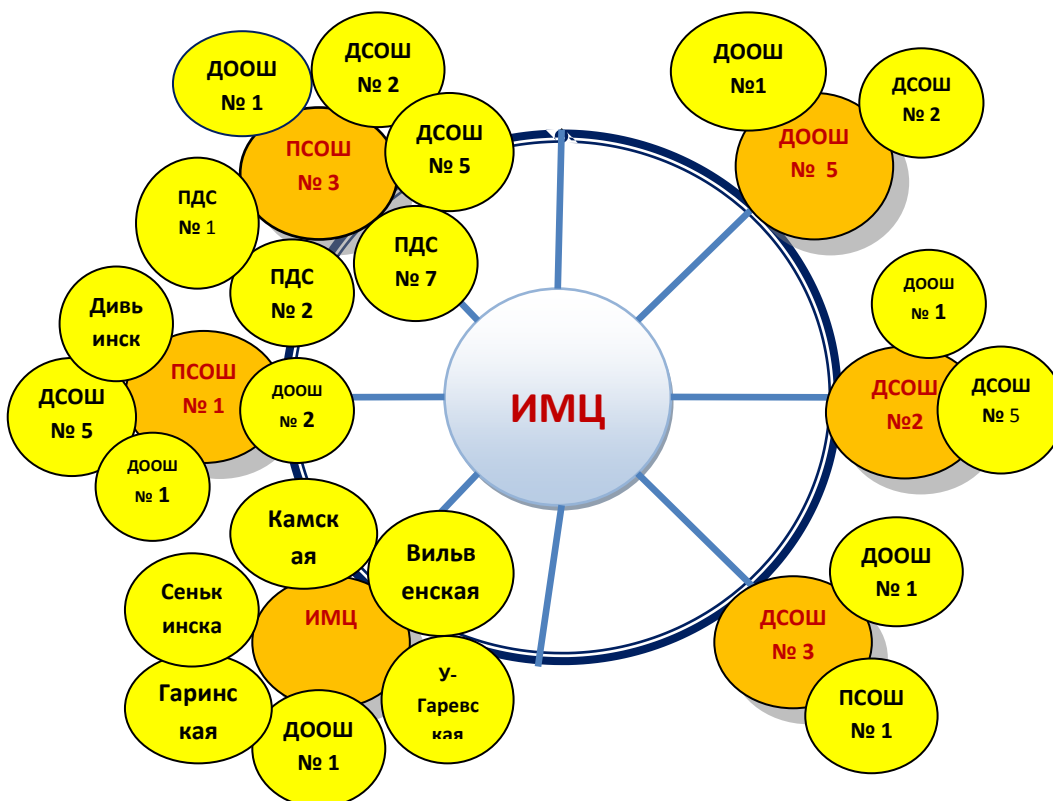 ДООШ
№ 1
ДСОШ
№ 2
ДСОШ
№ 5
ПСОШ
№ 3
ПДС
№ 1
ПДС
№ 2
ПДС
№ 7
ДООШ
№1
ДСОШ
№ 2
ДООШ
№ 5
Дивь
инск
ПСОШ
№ 1
ДСОШ
№ 5
ДООШ
№ 1
ДООШ
№ 2
ИМЦ
ДООШ
№ 1
ДСОШ
№2
ДСОШ
№ 5
Камск
ая
Вильв
енская
Сеньк
инска
ИМЦ
Гаринс
кая
ДООШ
№ 1
У-
Гаревс
кая
ДООШ
№ 1
ДСОШ
№ 3
ПСОШ
№ 1